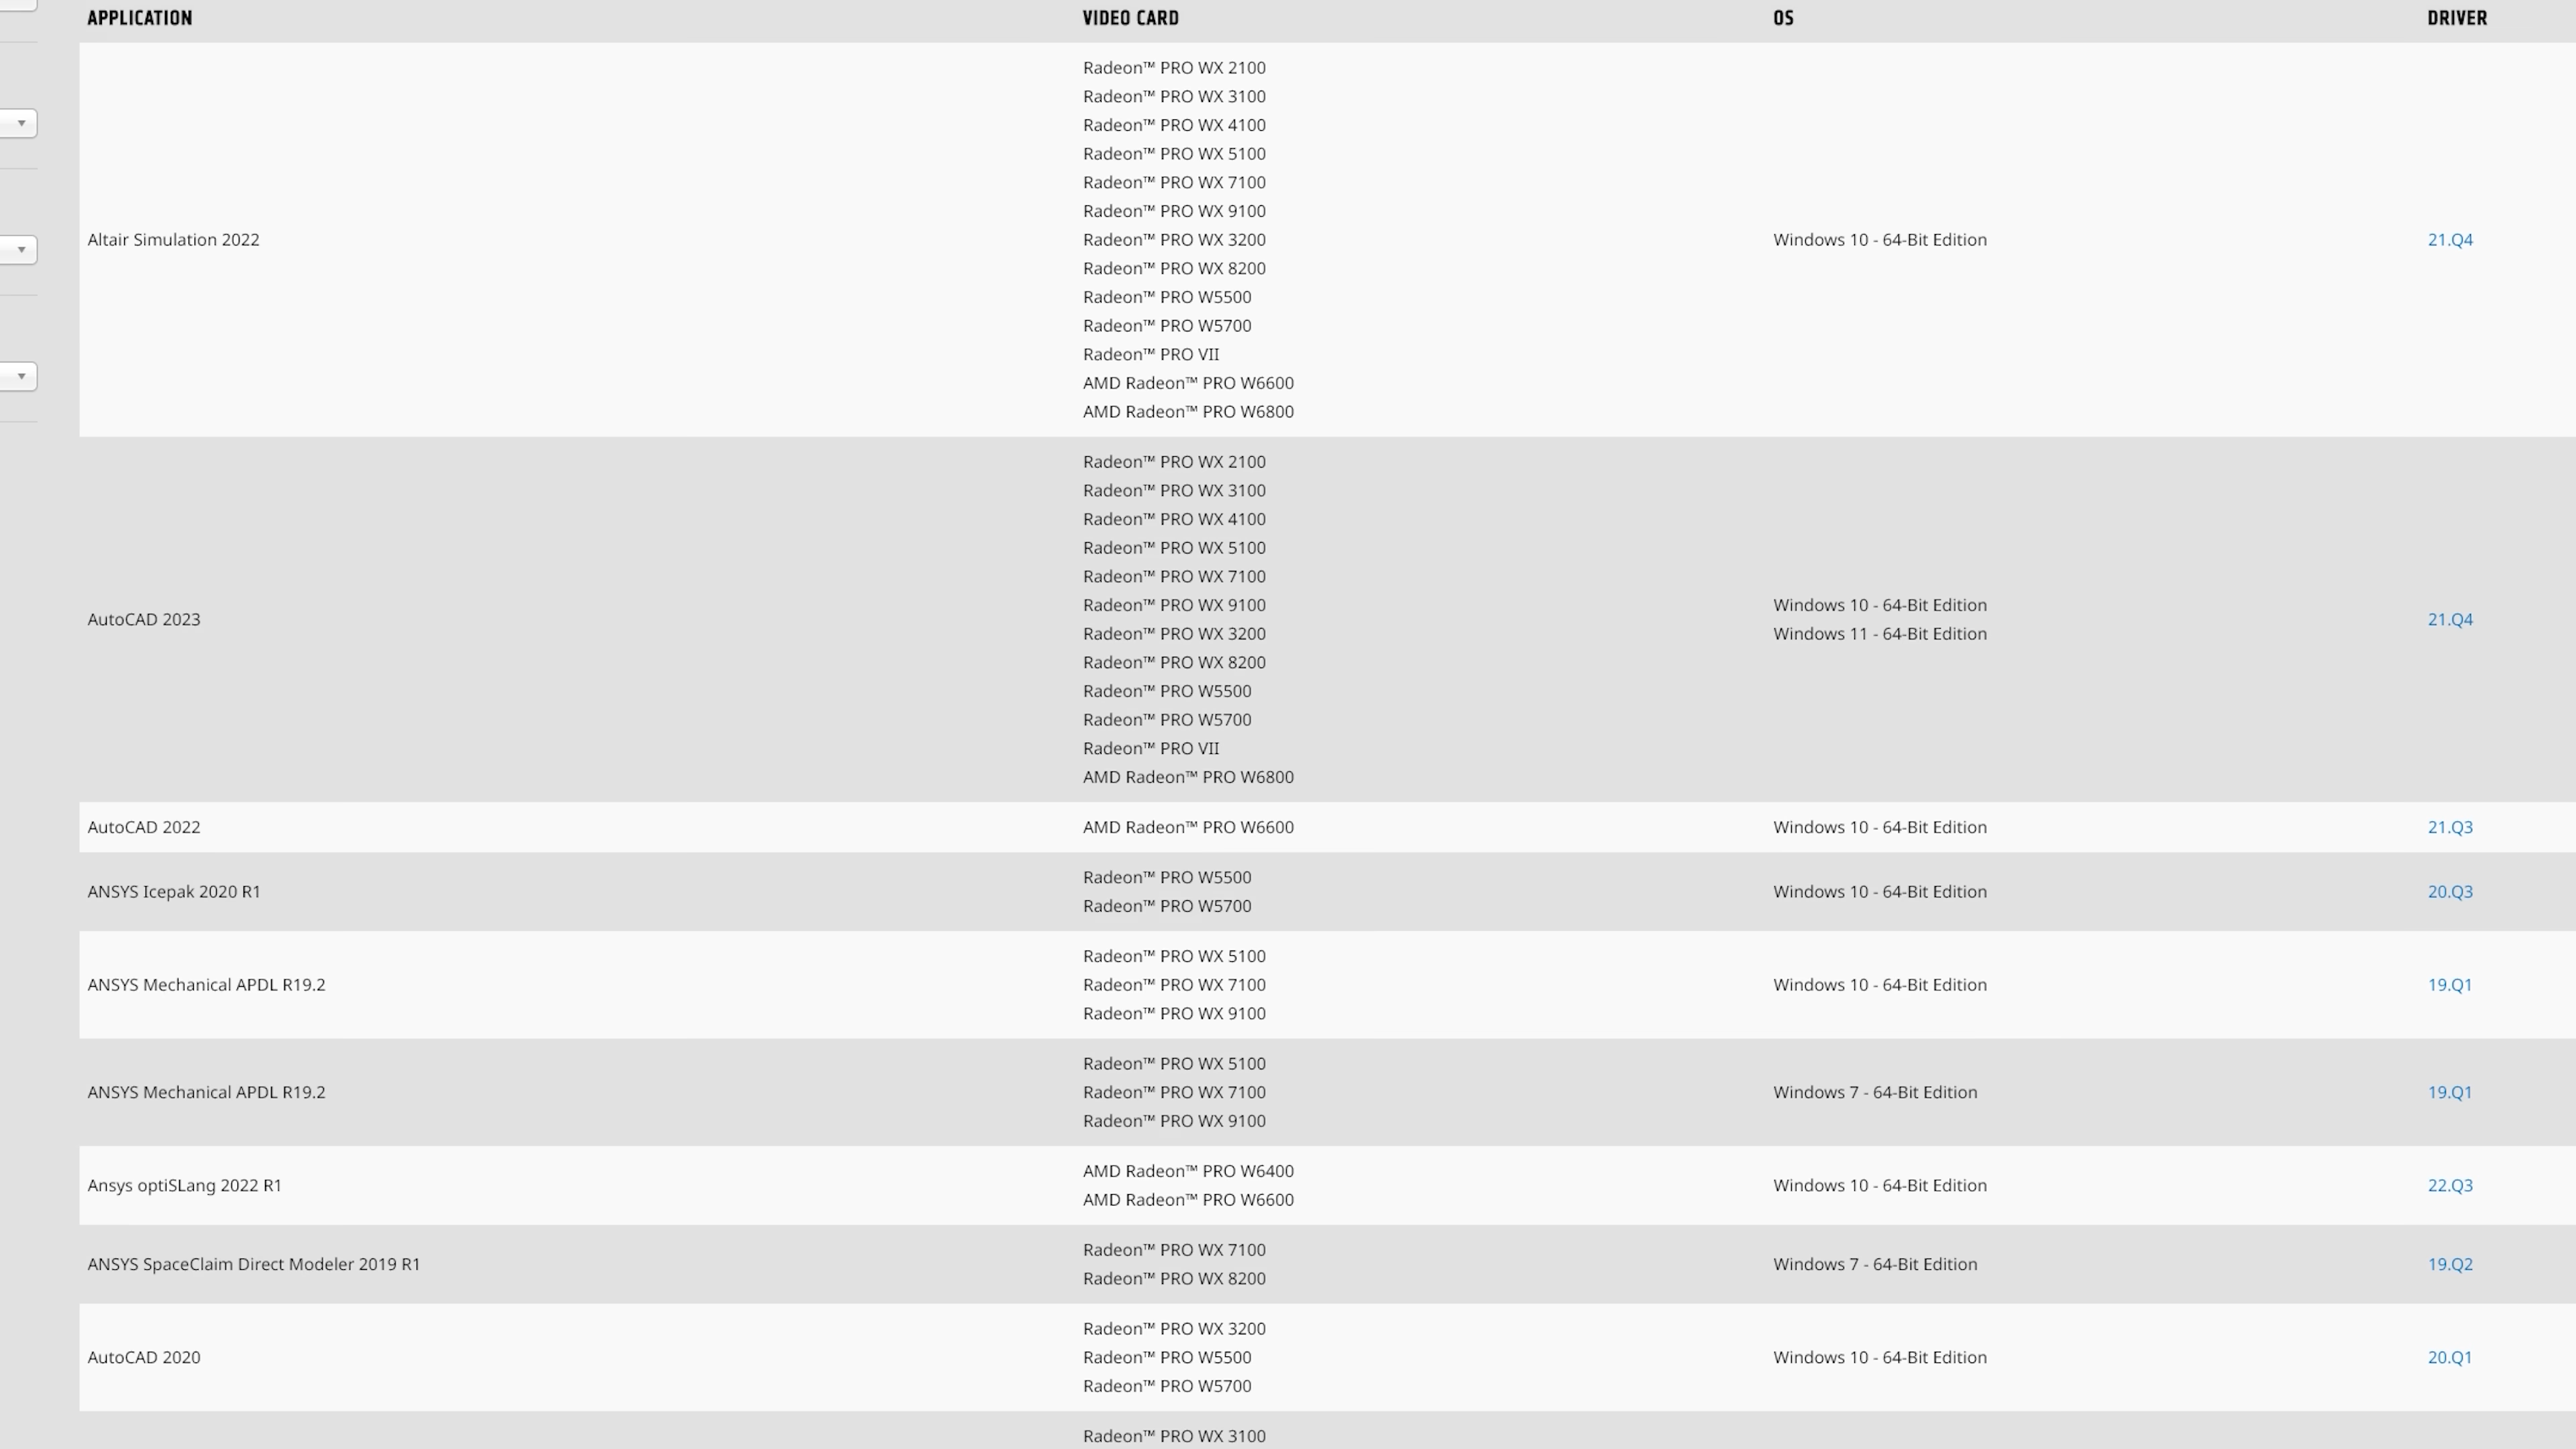 APPLICATION VIDEO CARD OS DRIVER
Radeon™ PRO WX 2100
Radeon™ PRO WX 3100
Radeon™ PRO WX 4100
Radeon™ PRO WX 5100
Radeon™ PRO WX 7100
Radeon™ PRO WX 9100
Altair Simulation 2022 Radeon™ PRO WX 3200 Windows 10 - 64-Bit Edition 21.Q4
Radeon™ PRO WX 8200
Radeon™ PRO W5500
Radeon™ PRO W5700
Radeon™ PRO VII
AMD Radeon™ PRO W6600
AMD Radeon™ PRO W6800
Radeon™ PRO WX 2100
Radeon™ PRO WX 3100
Radeon™ PRO WX 4100
Radeon™ PRO WX 5100
Radeon™ PRO WX 7100
Radeon™ PRO WX 9100 Windows 10 - 64-Bit Edition
AutoCAD 2023 21.Q4
Radeon™ PRO WX 3200 Windows 11 - 64-Bit Edition
Radeon™ PRO WX 8200
Radeon™ PRO W5500
Radeon™ PRO W5700
Radeon™ PRO VII
AMD Radeon™ PRO W6800
AutoCAD 2022 AMD Radeon™ PRO W6600 Windows 10 - 64-Bit Edition 21.Q3
Radeon™ PRO W5500
ANSYS Icepak 2020 R1 Windows 10 - 64-Bit Edition 20.Q3
Radeon™ PRO W5700
Radeon™ PRO WX 5100
ANSYS Mechanical APDL R19.2 Radeon™ PRO WX 7100 Windows 10 - 64-Bit Edition 19.Q1
Radeon™ PRO WX 9100
Radeon™ PRO WX 5100
ANSYS Mechanical APDL R19.2 Radeon™ PRO WX 7100 Windows 7 - 64-Bit Edition 19.Q1
Radeon™ PRO WX 9100
AMD Radeon™ PRO W6400
Ansys optiSLang 2022 R1 Windows 10 - 64-Bit Edition 22.Q3
AMD Radeon™ PRO W6600
Radeon™ PRO WX 7100
ANSYS SpaceClaim Direct Modeler 2019 R1 Windows 7 - 64-Bit Edition 19.Q2
Radeon™ PRO WX 8200
Radeon™ PRO WX 3200
AutoCAD 2020 Radeon™ PRO W5500 Windows 10 - 64-Bit Edition 20.Q1
Radeon™ PRO W5700
Radeon™ PRO WX 3100